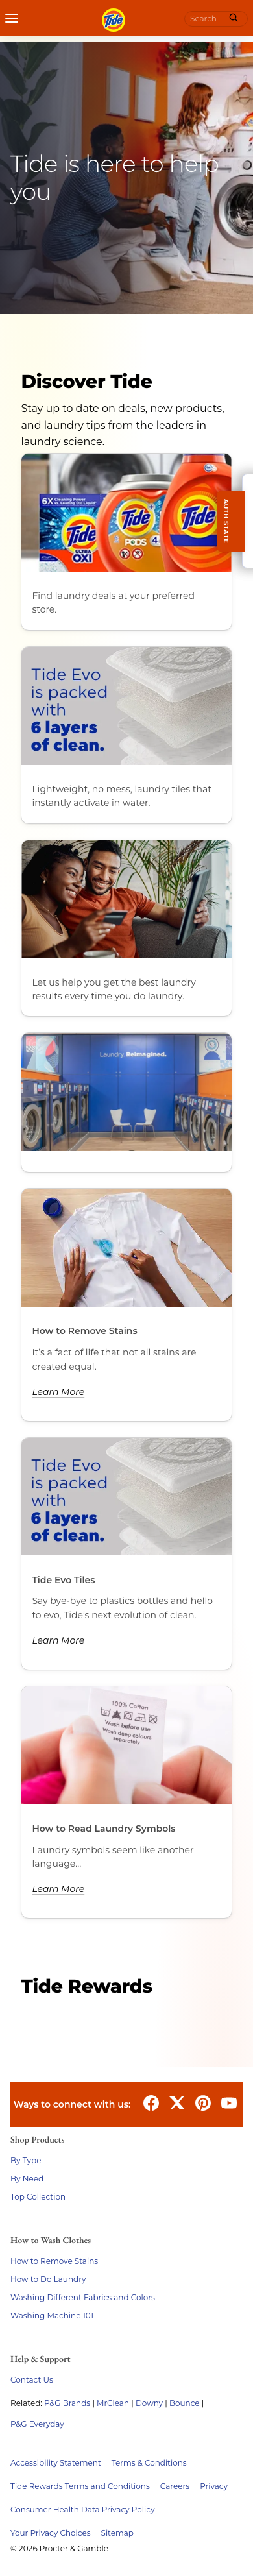 Tide
Search
Tide is here to help
you
Discover Tide
Stay up to date on deals, new products,
and laundry tips from the leaders in
laundry science.
6X Cleaning Power
Tide
ULTRA
OXI
Tide
PODS
4
Tide
AUTH STATE
Find laundry deals at your preferred
store.
Tide Evo
is packed
with
6 layers
of clean.
Lightweight, no mess, laundry tiles that
instantly activate in water.
Let us help you get the best laundry
results every time you do laundry.
Laundry Reimagined.
How to Remove Stains
It’s a fact of life that not all stains are
created equal.
Learn More
Tide Evo
is packed
with
6 layers
of clean.
Tide Evo Tiles
Say bye-bye to plastics bottles and hello
to evo, Tide’s next evolution of clean.
Learn More
100% Cotton
Wash before use
Wash deep colours
separately
How to Read Laundry Symbols
Laundry symbols seem like another
language...
Learn More
Tide Rewards
Ways to connect with us:
Shop Products
By Type
By Need
Top Collection
How to Wash Clothes
How to Remove Stains
How to Do Laundry
Washing Different Fabrics and Colors
Washing Machine 101
Help & Support
Contact Us
Related: P&G Brands | MrClean | Downy | Bounce |
P&G Everyday
Accessibility Statement Terms & Conditions
Tide Rewards Terms and Conditions Careers Privacy
Consumer Health Data Privacy Policy
Your Privacy Choices Sitemap
© 2026 Procter & Gamble